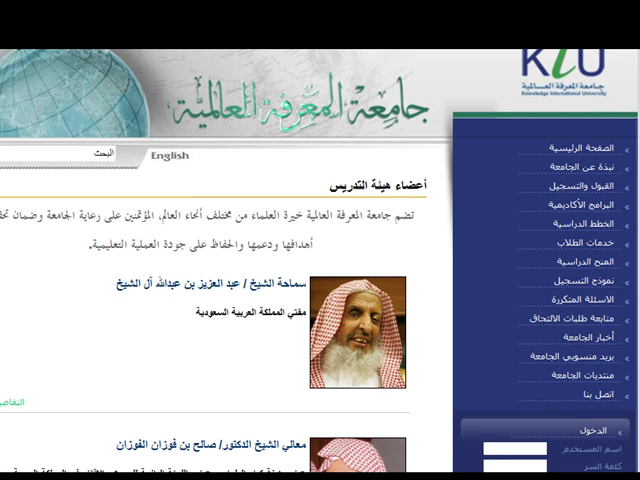 KIU
جامعة المعرفة العالمية
Knowledge International University
جامعة المعرفة العالمية
البحث
English
الصفحة الرئيسية
نبذة عن الجامعة
القبول والتسجيل
البرامج الأكاديمية
الخطط الدراسية
خدمات الطلاب
المنح الدراسية
نموذج التسجيل
الاسئلة المتكررة
متابعة طلبات الالتحاق
أخبار الجامعة
بريد منسوبي الجامعة
منتديات الجامعة
اتصل بنا
الدخول
اسم المستخدم
كلمة السر
أعضاء هيئة التدريس
تضم جامعة المعرفة العالمية خيرة العلماء من مختلف أنحاء العالم، المؤتمنين على رعاية الجامعة وضمان
أهدافها ودعمها والحفاظ على جودة العملية التعليمية.
سماحة الشيخ / عبد العزيز بن عبدالله آل الشيخ
مفتي المملكة العربية السعودية
معالي الشيخ الدكتور/ صالح بن فوزان الفوزان